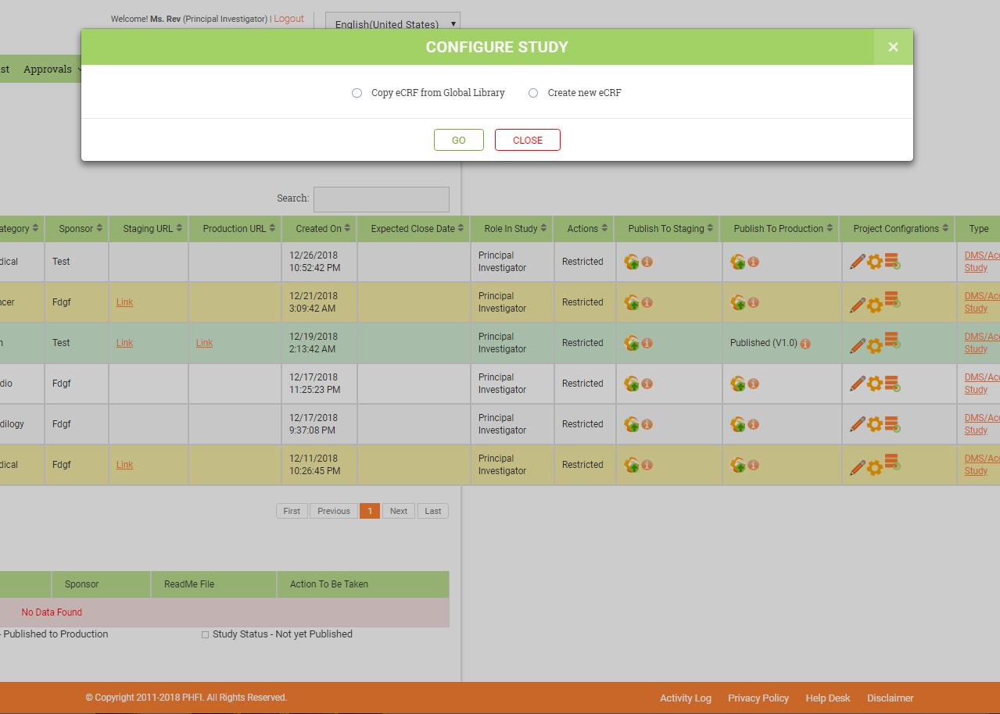 Welcome! Ms. Rev (Principal Investigator) | Logout
English(United States)
st Approvals
CONFIGURE STUDY
Copy eCRF from Global Library Create new eCRF
GO CLOSE
Search:
ategory Sponsor Staging URL Production URL Created On Expected Close Date Role In Study Actions Publish To Staging Publish To Production Project Configrations Type
dical Test 12/26/2018 10:52:42 PM Principal Investigator Restricted DMS/Acc Study
ncer Fdgf Link 12/21/2018 3:09:42 AM Principal Investigator Restricted DMS/Acc Study
n Test Link Link 12/19/2018 2:13:42 AM Principal Investigator Restricted Published (V1.0) DMS/Acc Study
dio Fdgf 12/17/2018 11:25:23 PM Principal Investigator Restricted DMS/Acc Study
dilogy Fdgf 12/17/2018 9:37:08 PM Principal Investigator Restricted DMS/Acc Study
dical Fdgf Link 12/11/2018 10:26:45 PM Principal Investigator Restricted DMS/Acc Study
First Previous 1 Next Last
Sponsor ReadMe File Action To Be Taken
No Data Found
- Published to Production Study Status - Not yet Published
© Copyright 2011-2018 PHFI. All Rights Reserved. Activity Log Privacy Policy Help Desk Disclaimer